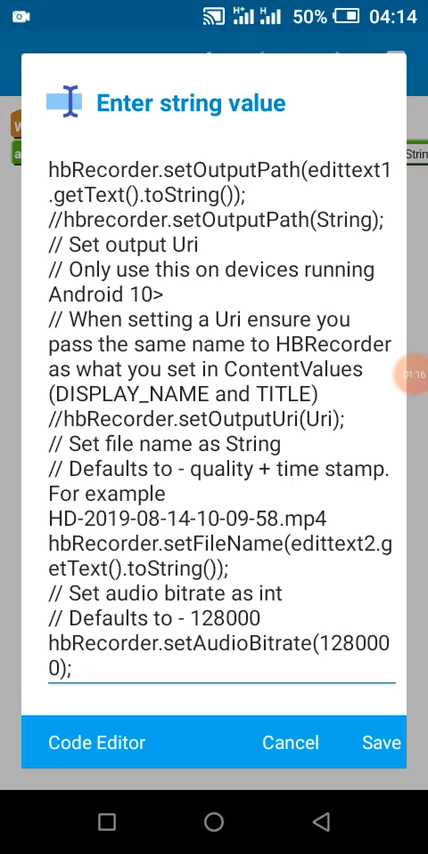 H+ H 50% 04:14
Enter string value
hbRecorder.setOutputPath(edittext1
.getText().toString());
//hbrecorder.setOutputPath(String);
// Set output Uri
// Only use this on devices running
Android 10>
// When setting a Uri ensure you
pass the same name to HBRecorder
as what you set in ContentValues
(DISPLAY_NAME and TITLE)
//hbRecorder.setOutputUri(Uri);
// Set file name as String
// Defaults to - quality + time stamp.
For example
HD-2019-08-14-10-09-58.mp4
hbRecorder.setFileName(edittext2.g
etText().toString());
// Set audio bitrate as int
// Defaults to - 128000
hbRecorder.setAudioBitrate(128000
0);
Strin
01:16
Code Editor Cancel Save